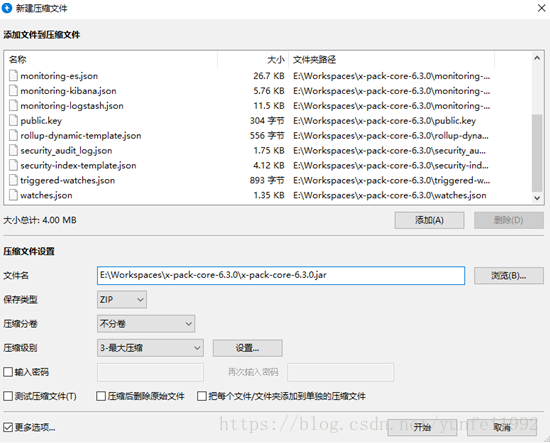 新建压缩文件
添加文件到压缩文件
名称 大小 文件夹路径
monitoring-es.json 26.7 KB E:\Workspaces\x-pack-core-6.3.0\monitoring-...
monitoring-kibana.json 5.76 KB E:\Workspaces\x-pack-core-6.3.0\monitoring-...
monitoring-logstash.json 11.5 KB E:\Workspaces\x-pack-core-6.3.0\monitoring-...
public.key 304 字节 E:\Workspaces\x-pack-core-6.3.0\public.key
rollup-dynamic-template.json 556 字节 E:\Workspaces\x-pack-core-6.3.0\rollup-dyna...
security_audit_log.json 1.75 KB E:\Workspaces\x-pack-core-6.3.0\security_au...
security-index-template.json 4.12 KB E:\Workspaces\x-pack-core-6.3.0\security-ind...
triggered-watches.json 893 字节 E:\Workspaces\x-pack-core-6.3.0\triggered-w...
watches.json 1.35 KB E:\Workspaces\x-pack-core-6.3.0\watches.json
大小总计: 4.00 MB 添加(A) 删除(D)
压缩文件设置
文件名 E:\Workspaces\x-pack-core-6.3.0\x-pack-core-6.3.0.jar 浏览(B)...
保存类型 ZIP
压缩分卷 不分卷
压缩级别 3-最大压缩 设置...
输入密码 再次输入密码
测试压缩文件(T) 压缩后删除原始文件 把每个文件/文件夹添加到单独的压缩文件
更多选项... 开始 取消
https://blog.csdn.net/yunfei1992